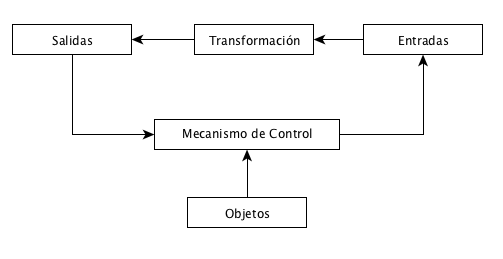 Salidas
Transformación
Entradas
Mecanismo de Control
Objetos